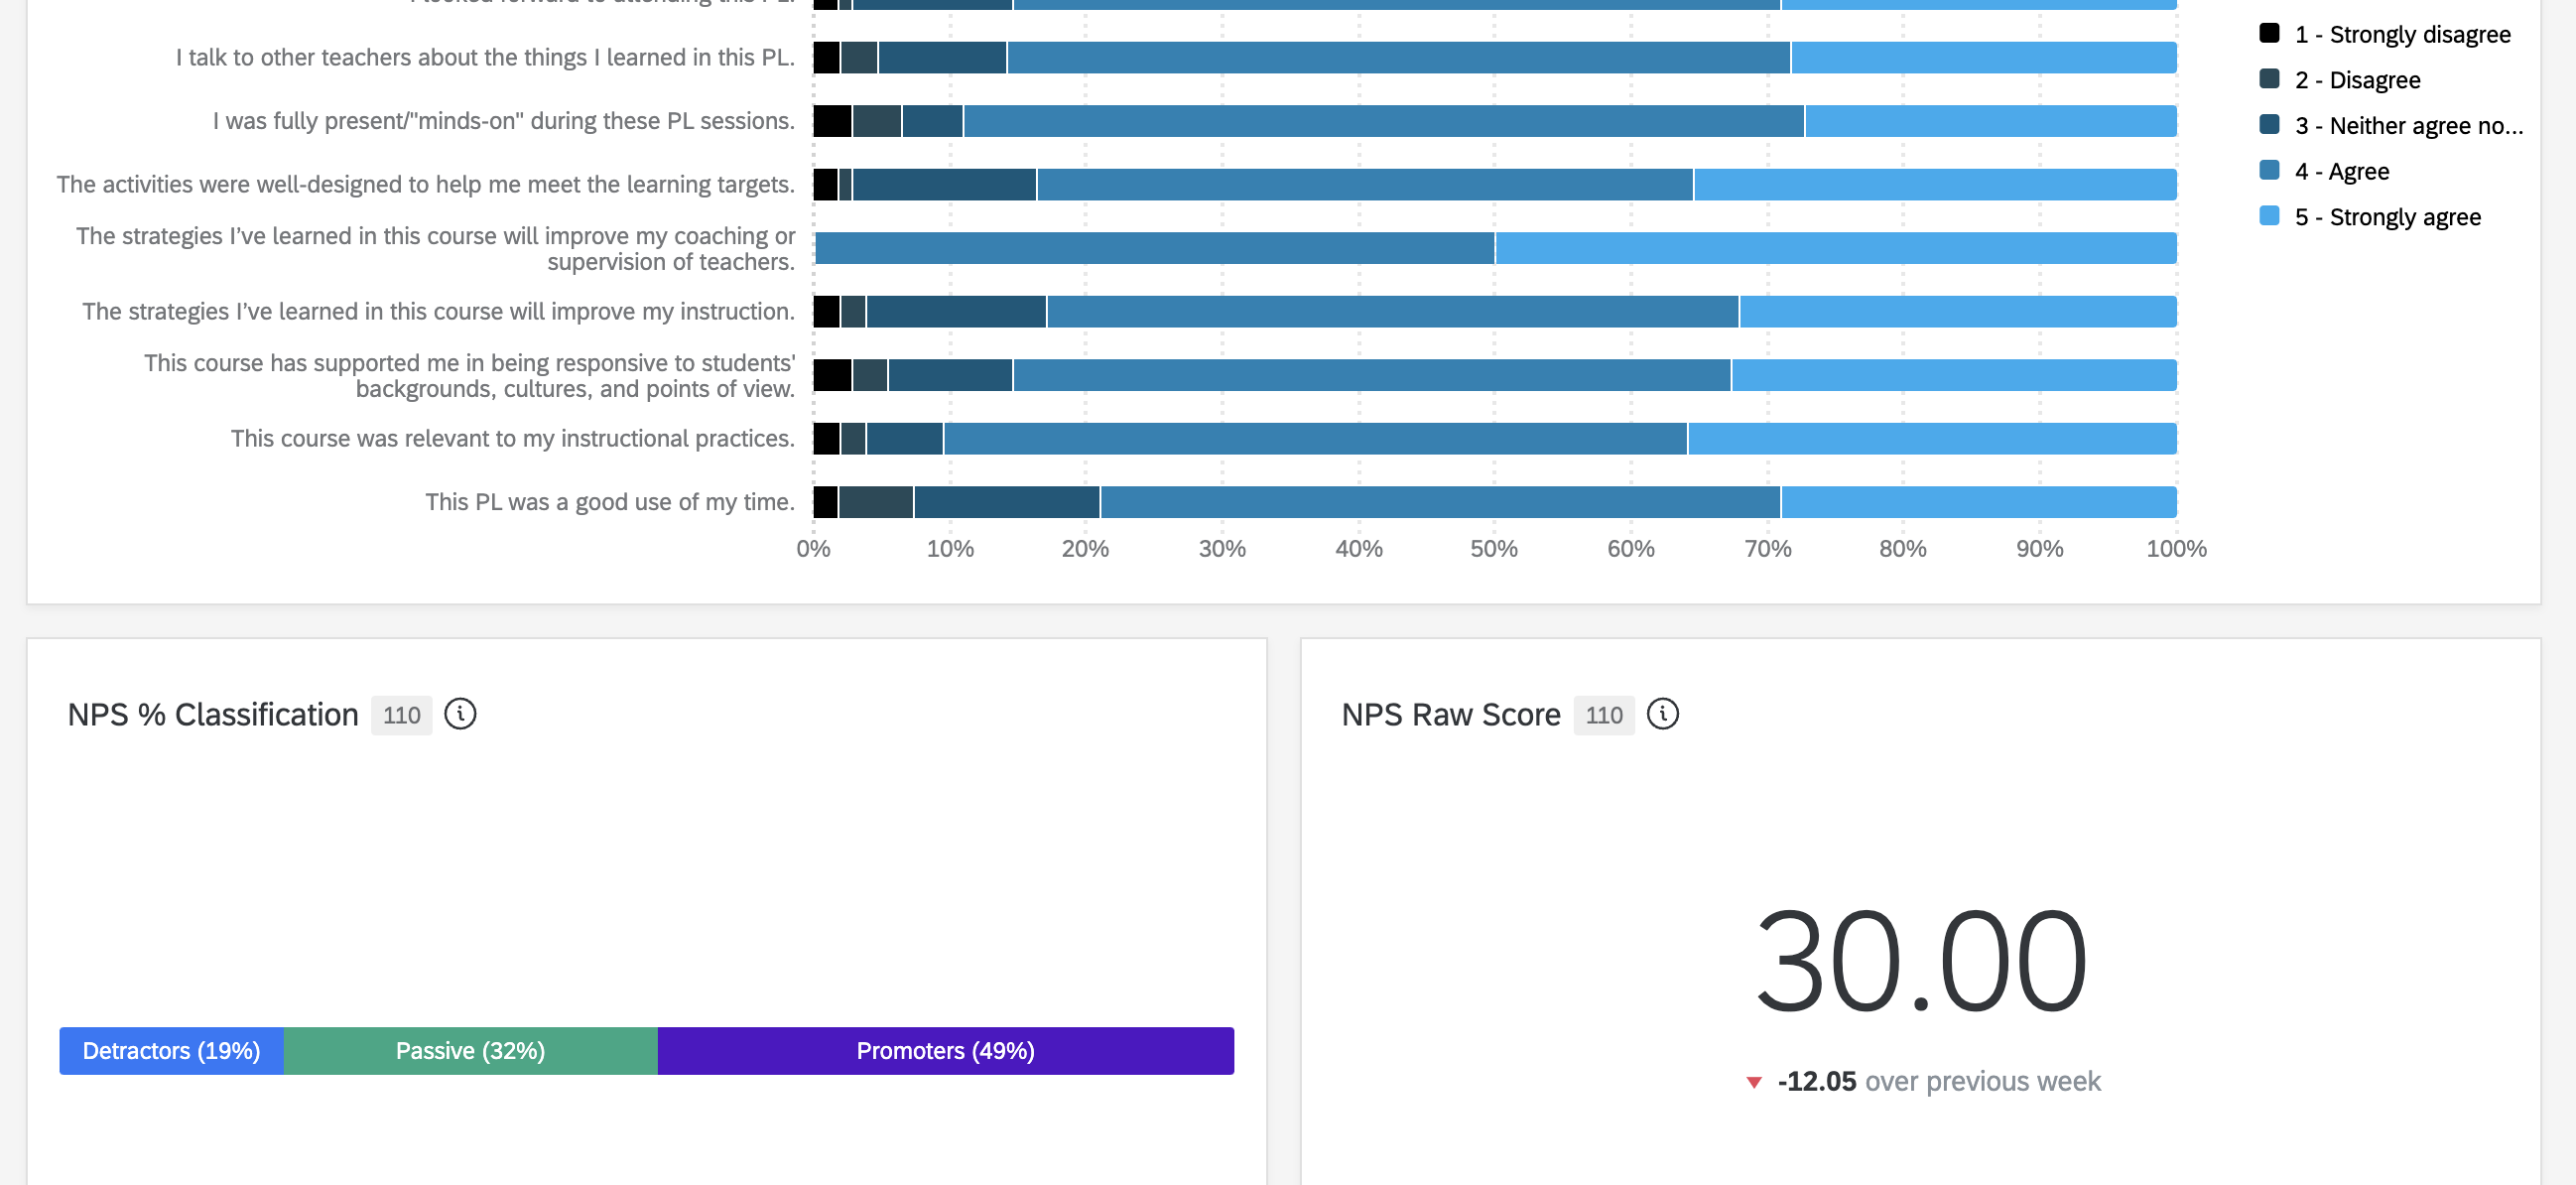 I looked forward to attending this PL.
I talk to other teachers about the things I learned in this PL.
I was fully present/"minds-on" during these PL sessions.
The activities were well-designed to help me meet the learning targets.
The strategies I’ve learned in this course will improve my coaching or
supervision of teachers.
The strategies I’ve learned in this course will improve my instruction.
This course has supported me in being responsive to students'
backgrounds, cultures, and points of view.
This course was relevant to my instructional practices.
This PL was a good use of my time.
0% 10% 20% 30% 40% 50% 60% 70% 80% 90% 100%
1 - Strongly disagree
2 - Disagree
3 - Neither agree no...
4 - Agree
5 - Strongly agree
NPS % Classification 110
Detractors (19%) Passive (32%) Promoters (49%)
NPS Raw Score 110
30.00
-12.05 over previous week